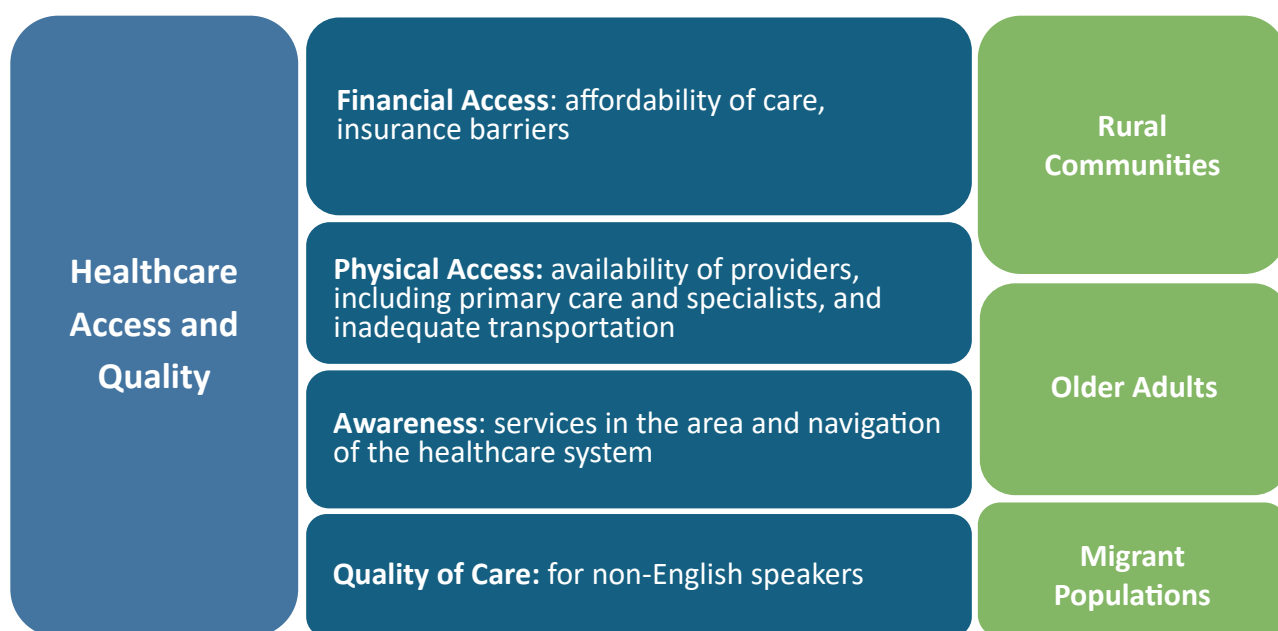 Healthcare
Access and
Quality
Financial Access: affordability of care,
insurance barriers
Physical Access: availability of providers,
including primary care and specialists, and
inadequate transportation
Awareness: services in the area and navigation
of the healthcare system
Quality of Care: for non-English speakers
Rural
Communities
Older Adults
Migrant
Populations